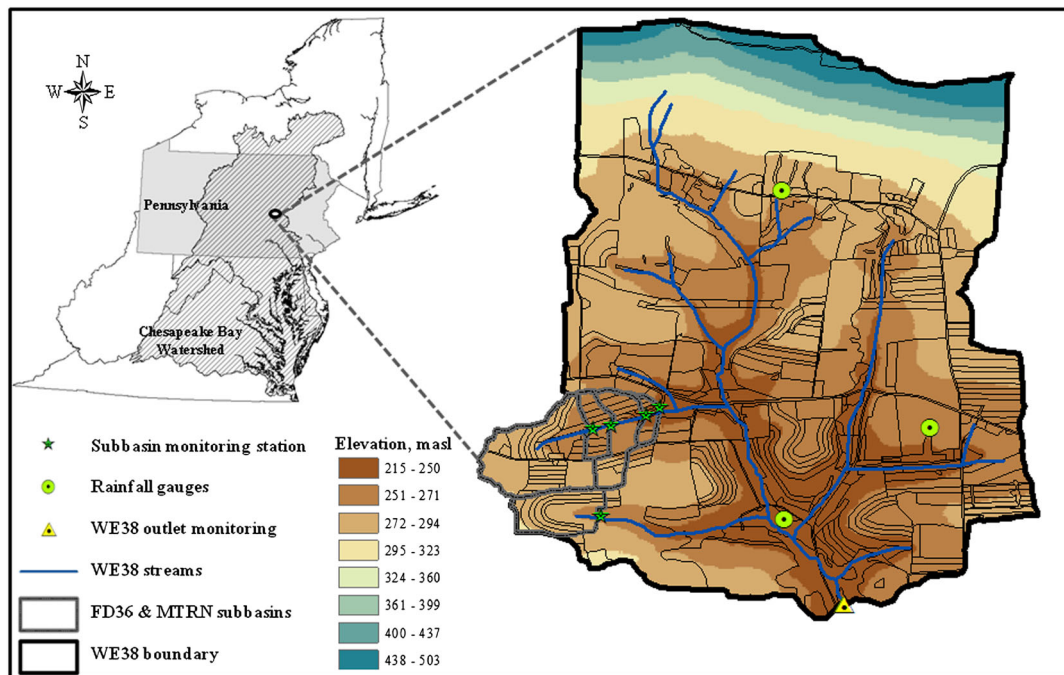 N
W E
S
Pennsylvania
Chesapeake Bay
Watershed
Subbasin monitoring station
Rainfall gauges
WE38 outlet monitoring
WE38 streams
FD36 & MTRN subbasins
WE38 boundary
Elevation, masl
215 - 250
251 - 271
272 - 294
295 - 323
324 - 360
361 - 399
400 - 437
438 - 503